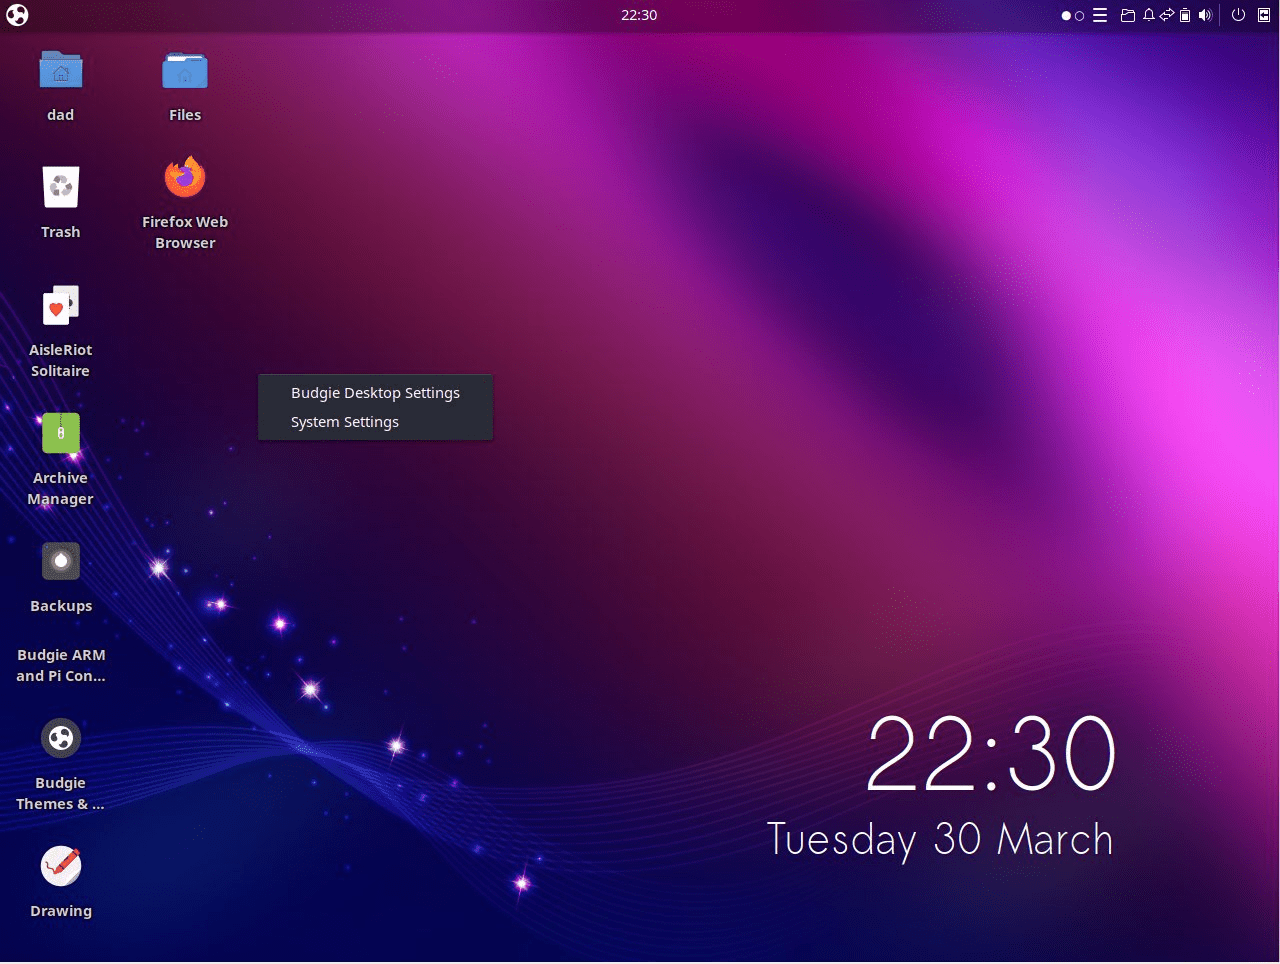 22:30
dad
Files
Trash
Firefox Web
Browser
AisleRiot
Solitaire
Budgie Desktop Settings
System Settings
Archive
Manager
Backups
Budgie ARM
and Pi Con...
Budgie
Themes & ...
Drawing
22:30
Tuesday 30 March